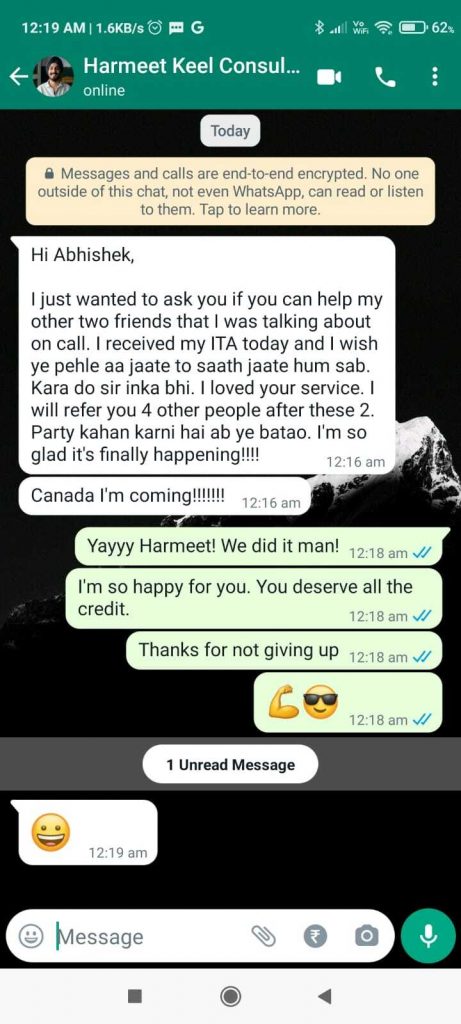 12:19 AM | 1.6KB/s
Vo
WiFi
62%
Harmeet Keel Consul...
online
Today
Messages and calls are end-to-end encrypted. No one
outside of this chat, not even WhatsApp, can read or listen
to them. Tap to learn more.
Hi Abhishek,
I just wanted to ask you if you can help my
other two friends that I was talking about
on call. I received my ITA today and I wish
ye pehle aa jaate to saath jaate hum sab.
Kara do sir inka bhi. I loved your service. I
will refer you 4 other people after these 2.
Party kahan karni hai ab ye batao. I'm so
glad it's finally happening!!!!
12:16 am
Canada I'm coming!!!!!!! 12:16 am
Yayyy Harmeet! We did it man! 12:18 am
I'm so happy for you. You deserve all the
credit. 12:18 am
Thanks for not giving up 12:18 am
💪😎 12:18 am
1 Unread Message
😀 12:19 am
Message